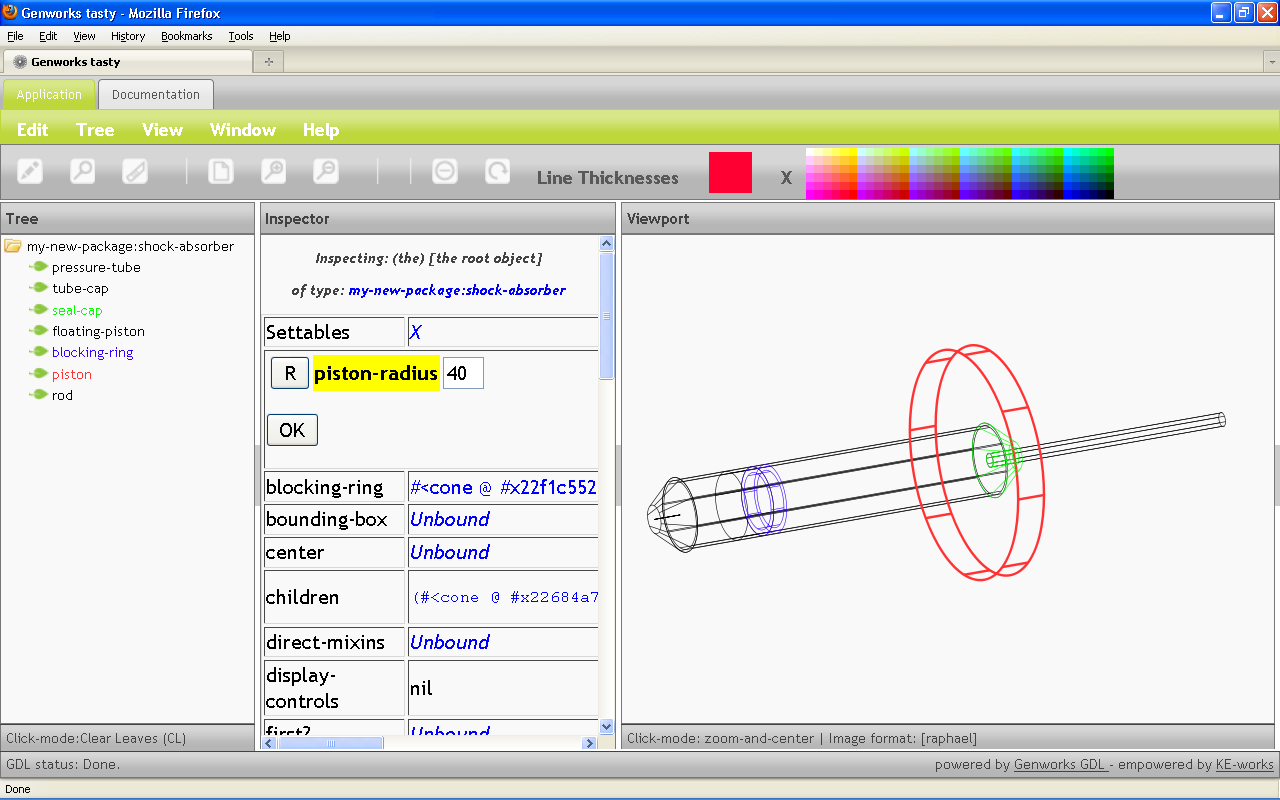 Genworks tasty - Mozilla Firefox
File Edit View History Bookmarks Tools Help
Genworks tasty
Application Documentation
Edit Tree View Window Help
Line Thicknesses X
Tree
my-new-package:shock-absorber
pressure-tube
tube-cap
seal-cap
floating-piston
blocking-ring
piston
rod
Click-mode:Clear Leaves (CL)
Inspector
Inspecting: (the) [the root object]
of type: my-new-package:shock-absorber
Settables X
R piston-radius 40
OK
blocking-ring #<cone @ #x22f1c552
bounding-box Unbound
center Unbound
children (#<cone @ #x22684a7
direct-mixins Unbound
display-
controls nil
first? Unbound
Viewport
Click-mode: zoom-and-center | Image format: [raphael]
GDL status: Done. powered by Genworks GDL - empowered by KE-works
Done